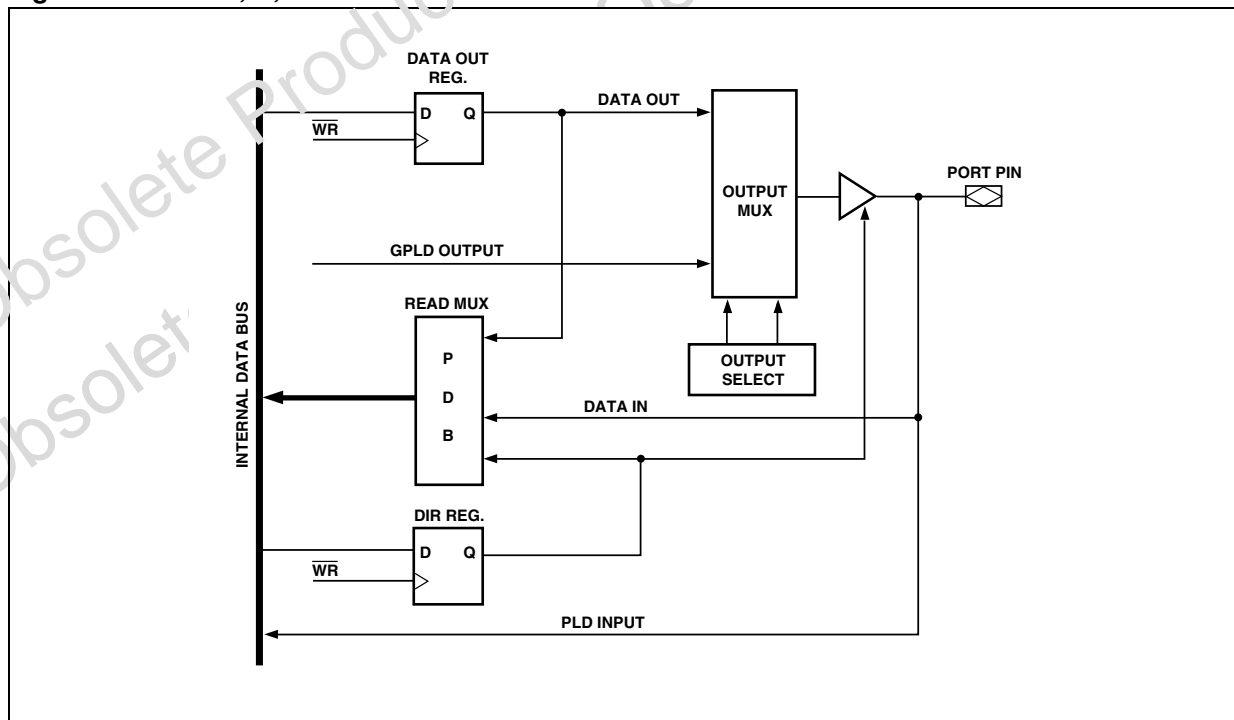 DATA OUT
REG.
D Q
WR
DATA OUT
OUTPUT
MUX
PORT PIN
GPLD OUTPUT
READ MUX
P
D
B
OUTPUT
SELECT
INTERNAL DATA BUS
DATA IN
DIR REG.
D Q
WR
PLD INPUT